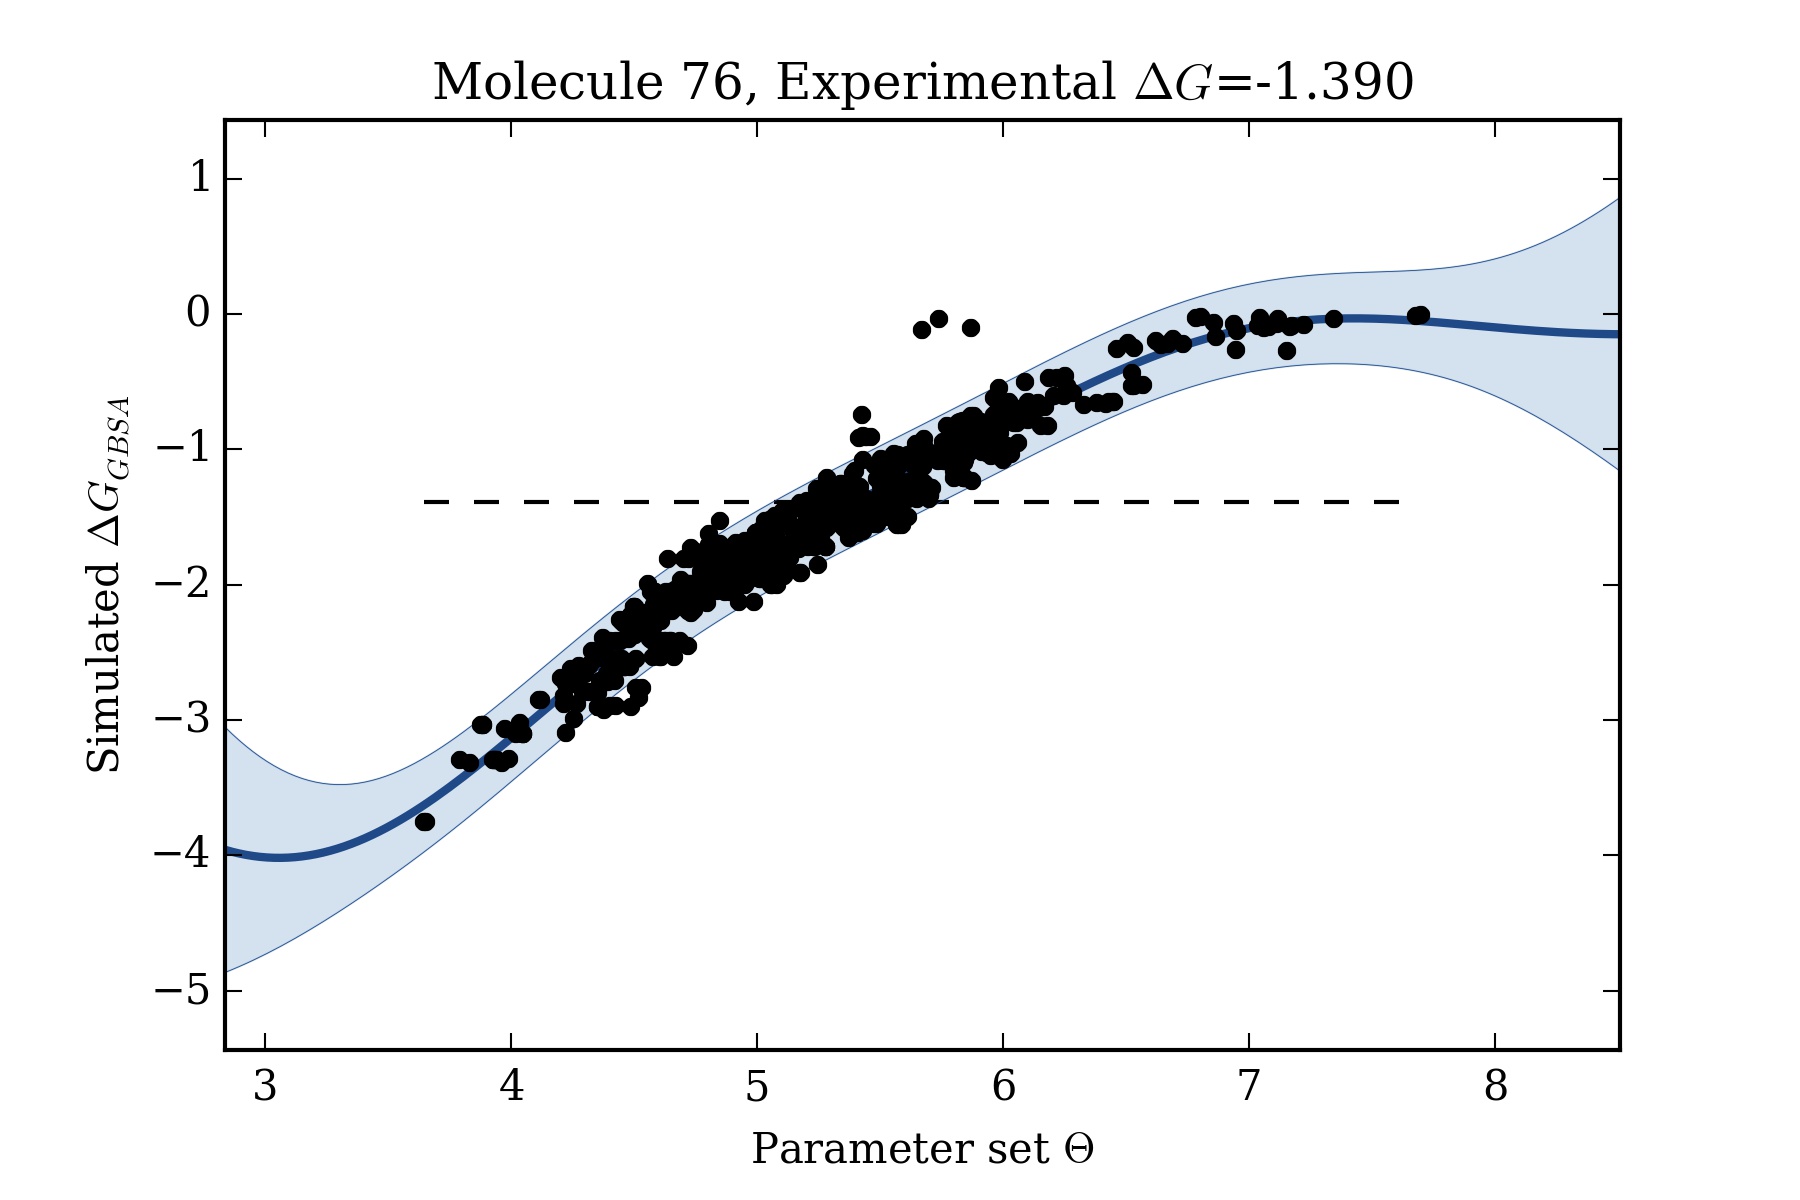 Molecule 76, Experimental ΔG=-1.390
1
0
−1
−2
−3
−4
−5
Simulated ΔG_GBSA
3 4 5 6 7 8
Parameter set Θ